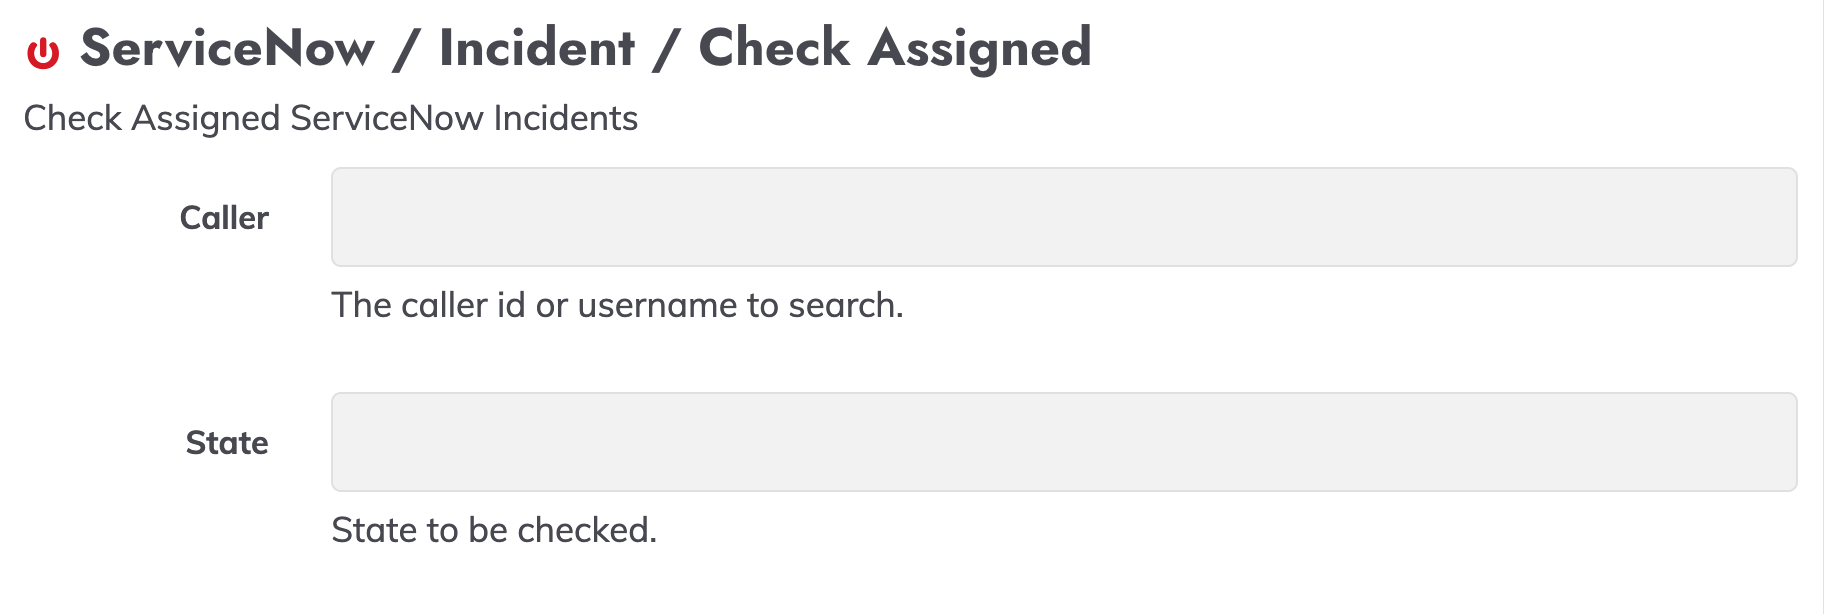 ServiceNow / Incident / Check Assigned
Check Assigned ServiceNow Incidents
Caller
The caller id or username to search.
State
State to be checked.